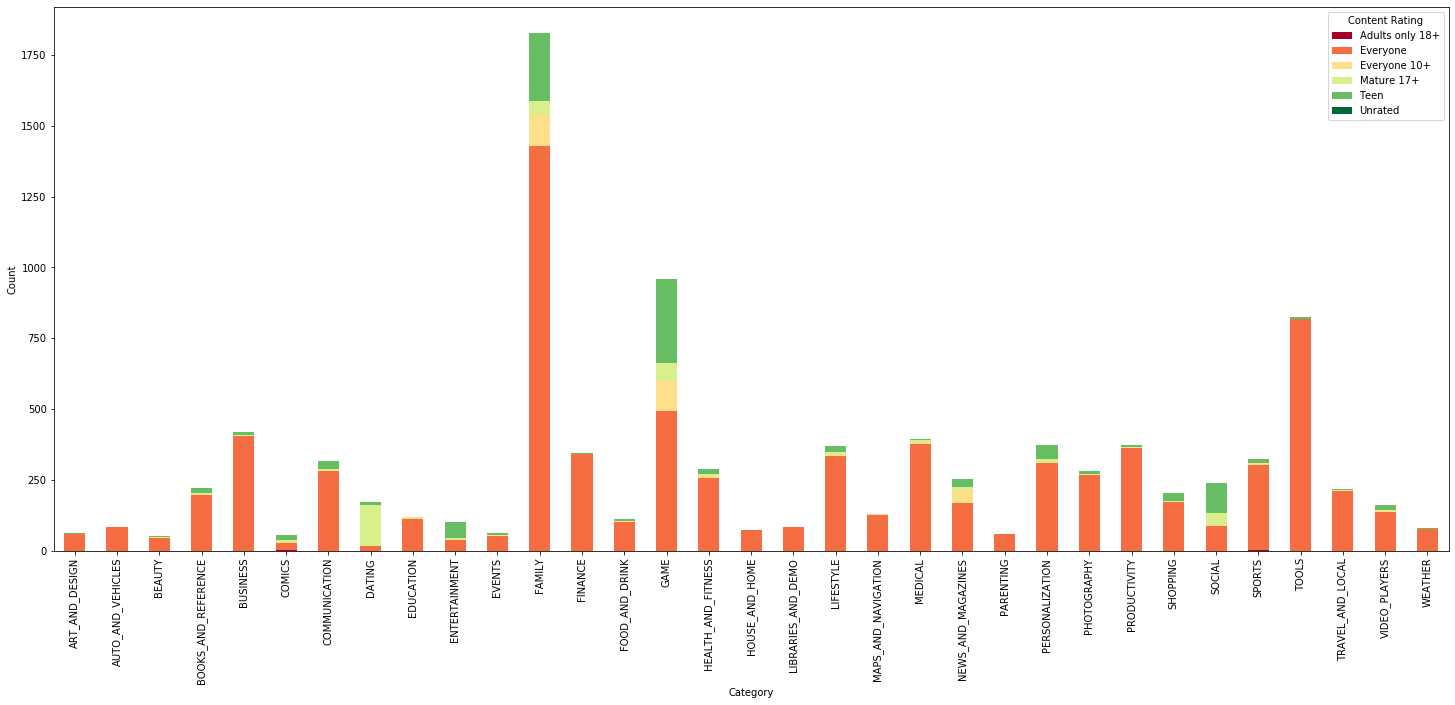 Content Rating
Adults only 18+
Everyone
Everyone 10+
Mature 17+
Teen
Unrated
Count
1750
1500
1250
1000
750
500
250
0
ART_AND_DESIGN
AUTO_AND_VEHICLES
BEAUTY
BOOKS_AND_REFERENCE
BUSINESS
COMICS
COMMUNICATION
DATING
EDUCATION
ENTERTAINMENT
EVENTS
FAMILY
FINANCE
FOOD_AND_DRINK
GAME
HEALTH_AND_FITNESS
HOUSE_AND_HOME
LIBRARIES_AND_DEMO
LIFESTYLE
MAPS_AND_NAVIGATION
MEDICAL
NEWS_AND_MAGAZINES
PARENTING
PERSONALIZATION
PHOTOGRAPHY
PRODUCTIVITY
SHOPPING
SOCIAL
SPORTS
TOOLS
TRAVEL_AND_LOCAL
VIDEO_PLAYERS
WEATHER
Category